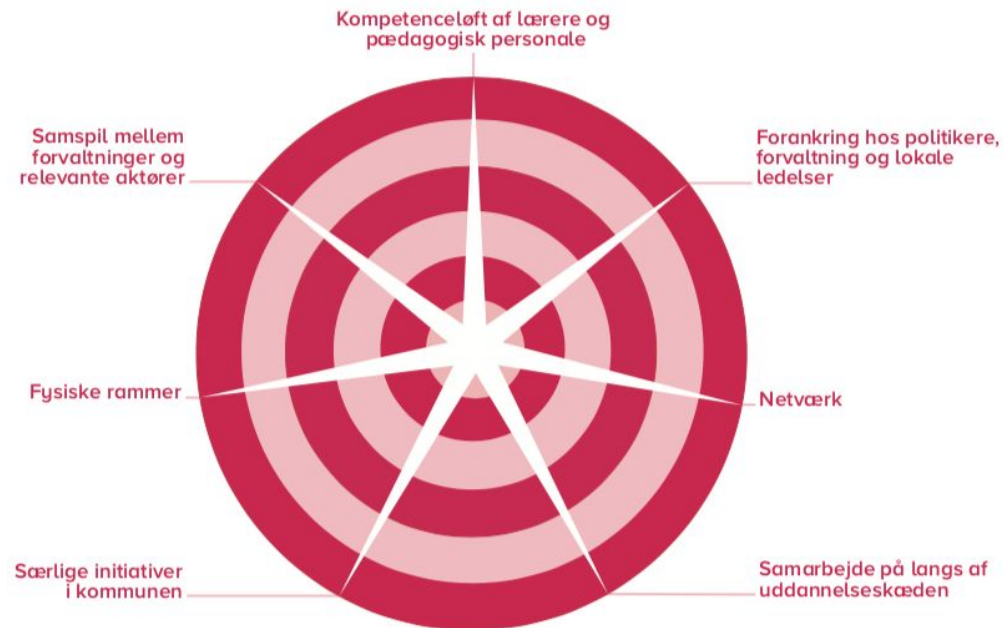 Kompetenceløft af lærere og
pædagogisk personale
Samspil mellem
forvaltninger og
relevante aktører
Forankring hos politikere,
forvaltning og lokale
ledelser
Fysiske rammer
Netværk
Særlige initiativer
i kommunen
Samarbejde på langs af
uddannelseskæden